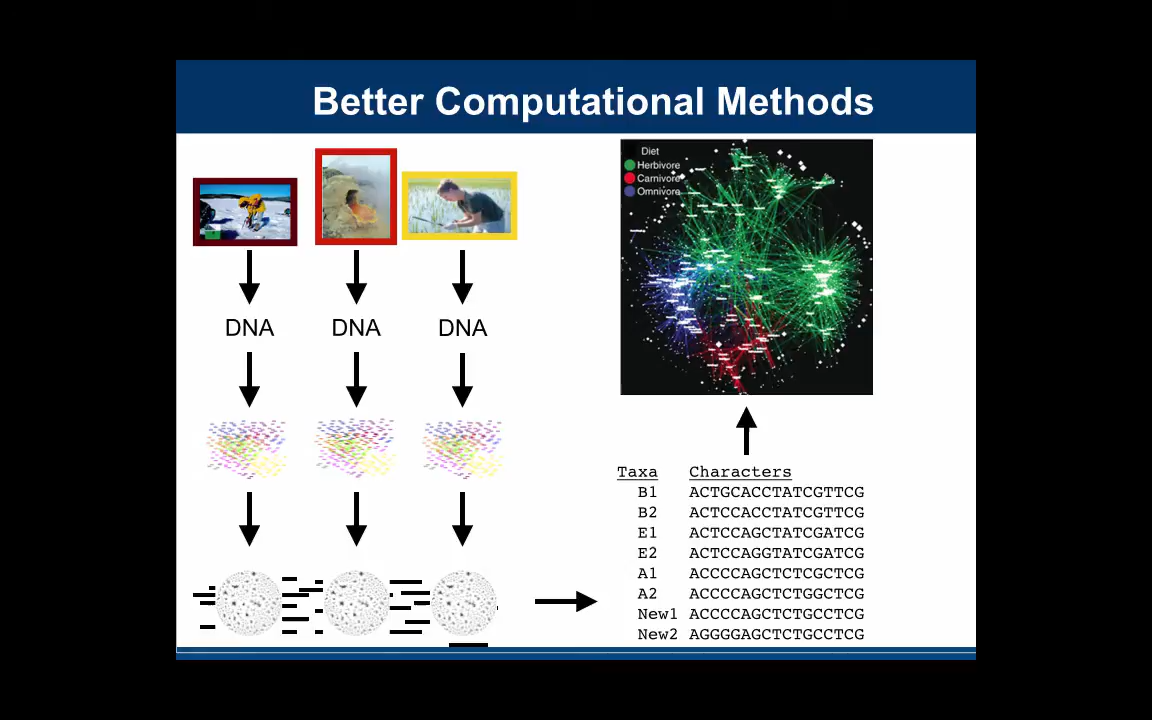 Better Computational Methods
DNA DNA DNA
Diet
Herbivore
Carnivore
Omnivore
Taxa Characters
B1 ACTGCACCTATCGTTCG
B2 ACTCCACCTATCGTTCG
E1 ACTCCAGCTATCGATCG
E2 ACTCCAGGTATCGATCG
A1 ACCCCAGCTCTCGCTCG
A2 ACCCCAGCTCTGGCTCG
New1 ACCCCAGCTCTGCCTCG
New2 AGGGGAGCTCTGCCTCG